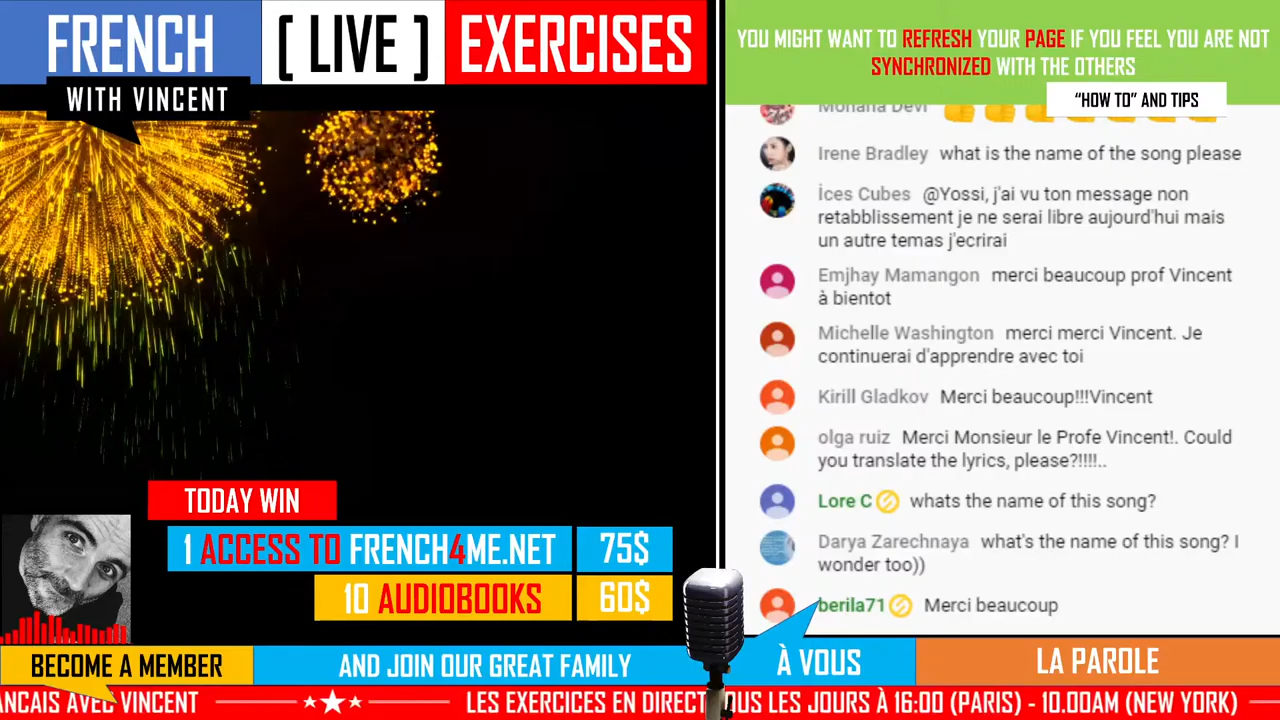 FRENCH
[ LIVE ]
EXERCISES
WITH VINCENT
YOU MIGHT WANT TO REFRESH YOUR PAGE IF YOU FEEL YOU ARE NOT
SYNCHRONIZED WITH THE OTHERS
"HOW TO" AND TIPS
Mohana Devi
Irene Bradley what is the name of the song please
İces Cubes @Yossi, j'ai vu ton message non
retabblissement je ne serai libre aujourd'hui mais
un autre temas j'ecrirai
Emjhay Mamangon merci beaucoup prof Vincent
à bientot
Michelle Washington merci merci Vincent. Je
continuerai d'apprendre avec toi
Kirill Gladkov Merci beaucoup!!!Vincent
olga ruiz Merci Monsieur le Profe Vincent!. Could
you translate the lyrics, please?!!!!..
Lore C whats the name of this song?
Darya Zarechnaya what's the name of this song? I
wonder too))
berila71 Merci beaucoup
TODAY WIN
1 ACCESS TO FRENCH4ME.NET 75$
10 AUDIOBOOKS 60$
BECOME A MEMBER
AND JOIN OUR GREAT FAMILY
À VOUS
LA PAROLE
ANCAIS AVEC VINCENT
LES EXERCICES EN DIRECT OUS LES JOURS À 16:00 (PARIS) - 10.00AM (NEW YORK)